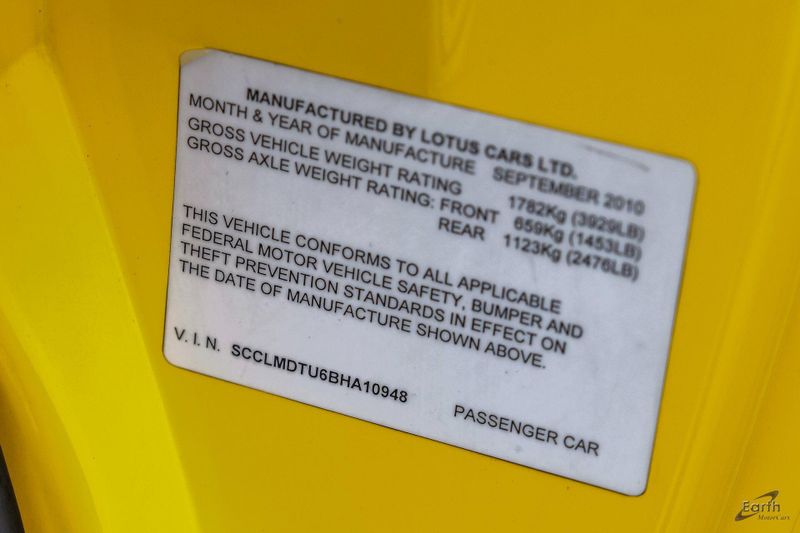 MANUFACTURED BY LOTUS CARS LTD.
MONTH & YEAR OF MANUFACTURE SEPTEMBER 2010
GROSS VEHICLE WEIGHT RATING 1782Kg (3929LB)
GROSS AXLE WEIGHT RATING: FRONT 659Kg (1453LB)
REAR 1123Kg (2476LB)
THIS VEHICLE CONFORMS TO ALL APPLICABLE
FEDERAL MOTOR VEHICLE SAFETY, BUMPER AND
THEFT PREVENTION STANDARDS IN EFFECT ON
THE DATE OF MANUFACTURE SHOWN ABOVE.
V. I. N. SCCLMDTU6BHA10948
PASSENGER CAR
Earth
MotorCars